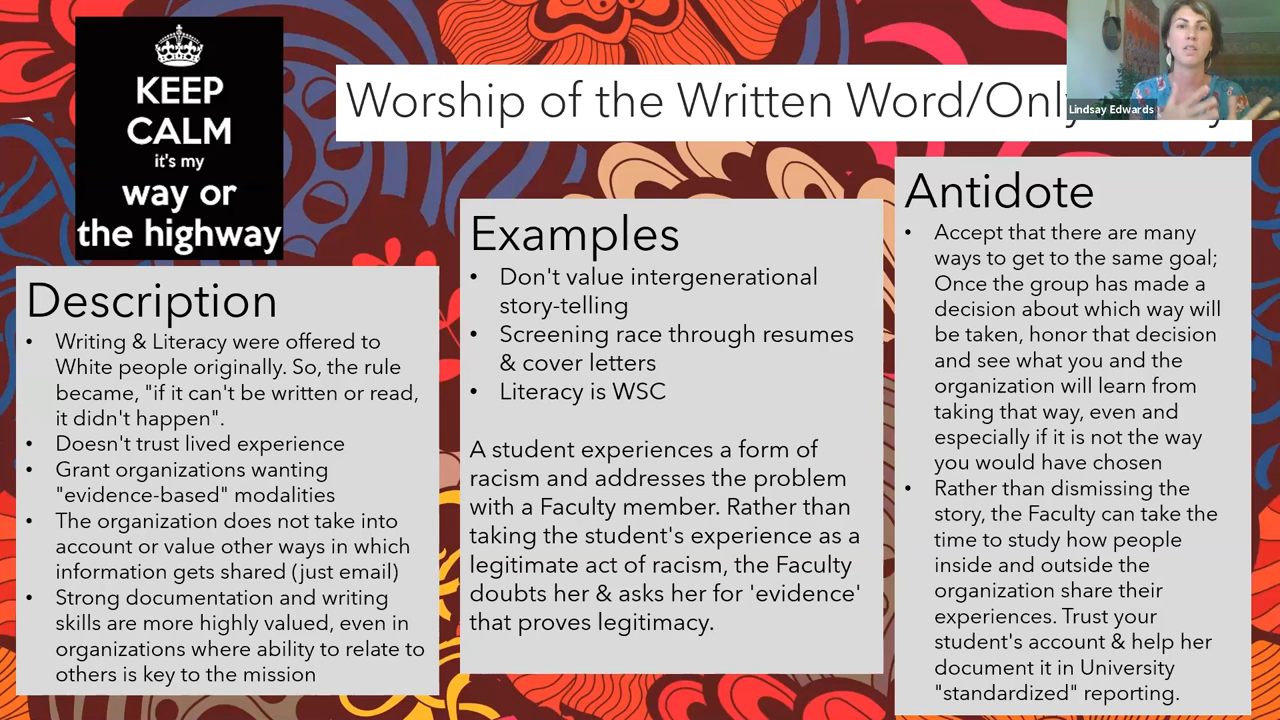 KEEP
CALM
it's my
way or
the highway
Worship of the Written Word/Only
Lindsay Edwards
Description
• Writing & Literacy were offered to
White people originally. So, the rule
became, "if it can't be written or read,
it didn't happen".
• Doesn't trust lived experience
• Grant organizations wanting
"evidence-based" modalities
• The organization does not take into
account or value other ways in which
information gets shared (just email)
• Strong documentation and writing
skills are more highly valued, even in
organizations where ability to relate to
others is key to the mission
Examples
• Don't value intergenerational
story-telling
• Screening race through resumes
& cover letters
• Literacy is WSC
A student experiences a form of
racism and addresses the problem
with a Faculty member. Rather than
taking the student's experience as a
legitimate act of racism, the Faculty
doubts her & asks her for 'evidence'
that proves legitimacy.
Antidote
• Accept that there are many
ways to get to the same goal;
Once the group has made a
decision about which way will
be taken, honor that decision
and see what you and the
organization will learn from
taking that way, even and
especially if it is not the way
you would have chosen
• Rather than dismissing the
story, the Faculty can take the
time to study how people
inside and outside the
organization share their
experiences. Trust your
student's account & help her
document it in University
"standardized" reporting.